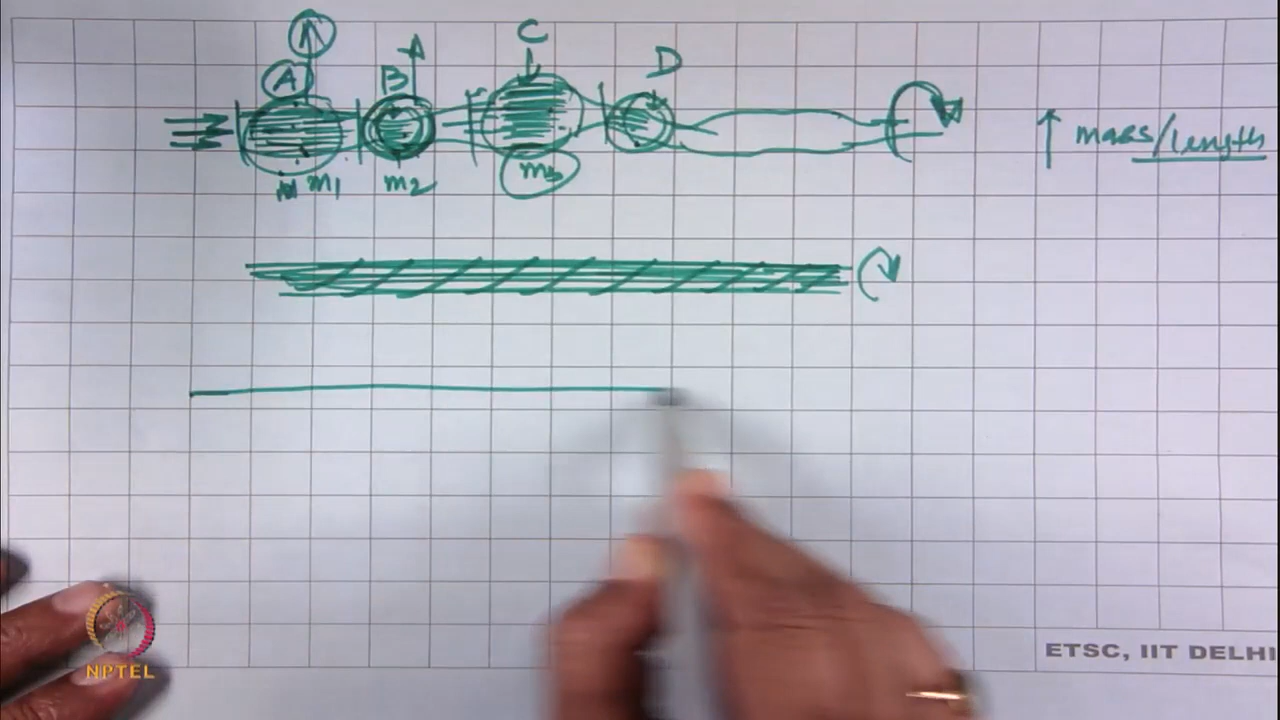 A B C D
m1 m2 m3
↑ mass/length
NPTEL
ETSC, IIT DELHI